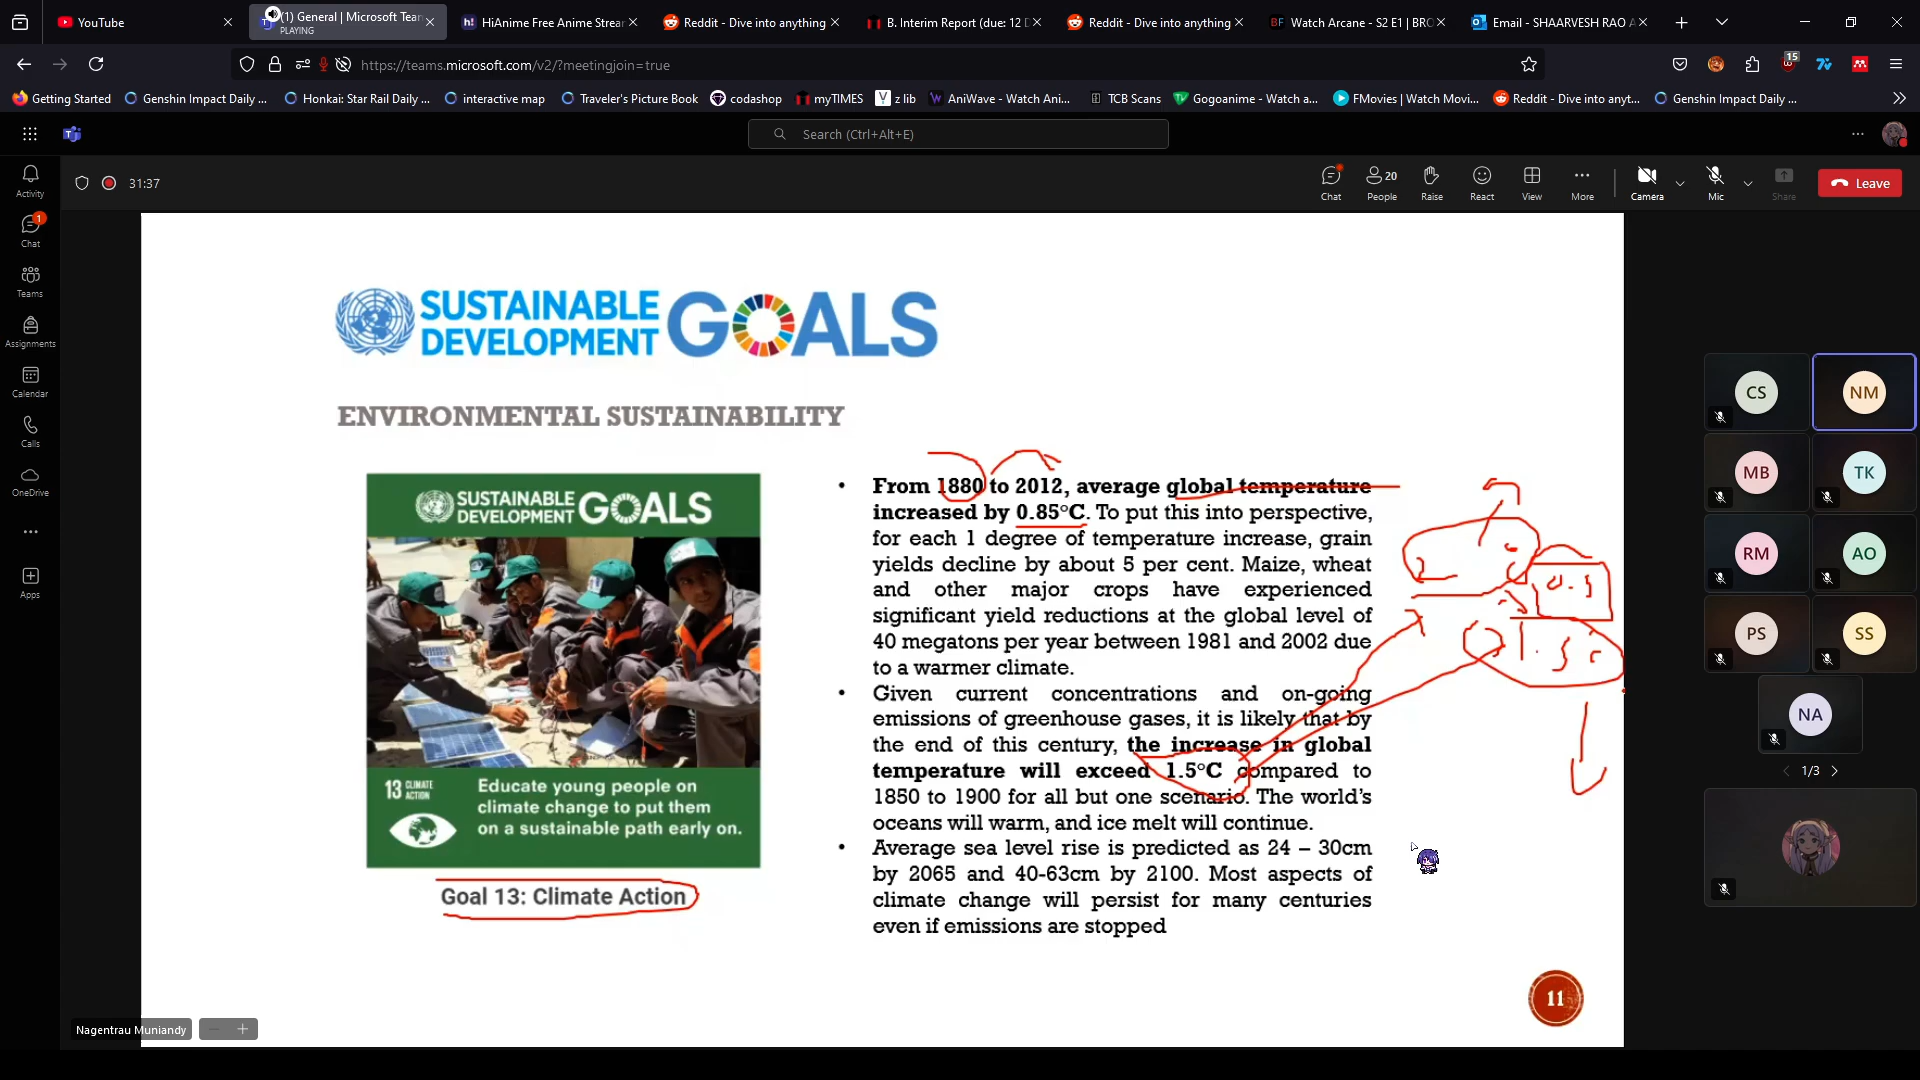 YouTube
(1) General | Microsoft Tear
PLAYING
HiAnime Free Anime Strear
Reddit - Dive into anything
B. Interim Report (due: 12 D
Reddit - Dive into anything
Watch Arcane - S2 E1 | BRO
Email - SHAARVESH RAO A
https://teams.microsoft.com/v2/?meetingjoin=true
15
Getting Started
Genshin Impact Daily ...
Honkai: Star Rail Daily ...
interactive map
Traveler's Picture Book
codashop
myTIMES
z lib
AniWave - Watch Ani...
TCB Scans
Gogoanime - Watch a...
FMovies | Watch Movi...
Reddit - Dive into anyt...
Genshin Impact Daily ...
Search (Ctrl+Alt+E)
31:37
Chat
20
People
Raise
React
View
More
Camera
Mic
Share
Leave
Activity
1
Chat
Teams
Assignments
Calendar
Calls
OneDrive
Apps
SUSTAINABLE
DEVELOPMENT
GOALS
ENVIRONMENTAL SUSTAINABILITY
SUSTAINABLE
DEVELOPMENT
GOALS
13 CLIMATE
ACTION
Educate young people on
climate change to put them
on a sustainable path early on.
Goal 13: Climate Action
• From 1880 to 2012, average global temperature
increased by 0.85°C. To put this into perspective,
for each 1 degree of temperature increase, grain
yields decline by about 5 per cent. Maize, wheat
and other major crops have experienced
significant yield reductions at the global level of
40 megatons per year between 1981 and 2002 due
to a warmer climate.
• Given current concentrations and on-going
emissions of greenhouse gases, it is likely that by
the end of this century, the increase in global
temperature will exceed 1.5°C compared to
1850 to 1900 for all but one scenario. The world's
oceans will warm, and ice melt will continue.
• Average sea level rise is predicted as 24 – 30cm
by 2065 and 40-63cm by 2100. Most aspects of
climate change will persist for many centuries
even if emissions are stopped
11
Nagentrau Muniandy
CS
NM
MB
TK
RM
AO
PS
SS
NA
1/3